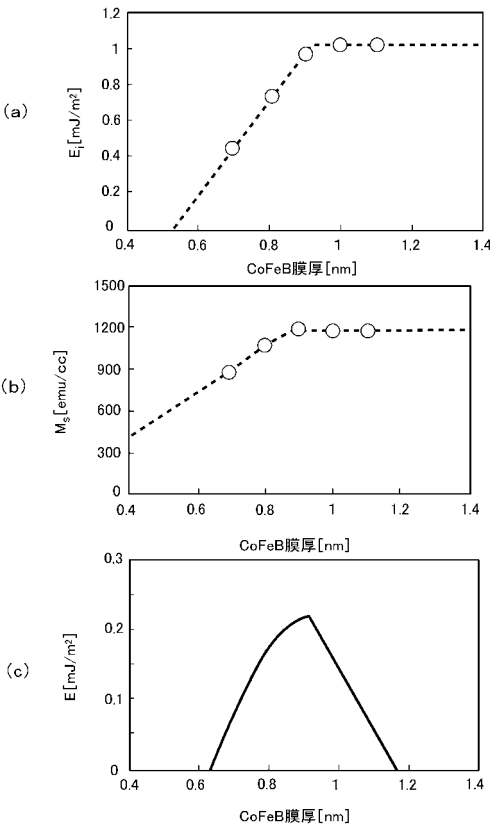 (a)
E_i[mJ/m²]
1.2
1
0.8
0.6
0.4
0.2
0
0.4 0.6 0.8 1 1.2 1.4
CoFeB膜厚[nm]
(b)
M_s[emu/cc]
1500
1200
900
600
300
0
0.4 0.6 0.8 1 1.2 1.4
CoFeB膜厚[nm]
(c)
E[mJ/m²]
0.3
0.2
0.1
0
0.4 0.6 0.8 1 1.2 1.4
CoFeB膜厚[nm]